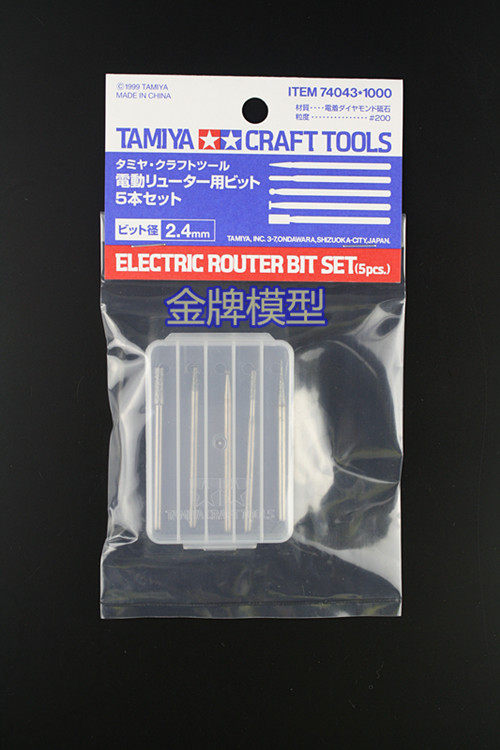 ©1999 TAMIYA
MADE IN CHINA
ITEM 74043•1000
材質････電着ダイヤモンド砥石
粒度･･･････････････#200
TAMIYA CRAFT TOOLS
タミヤ・クラフトツール
電動リューター用ビット
5本セット
ビット径 2.4mm
TAMIYA, INC. 3-7,ONDAWARA,SHIZUOKA-CITY,JAPAN.
ELECTRIC ROUTER BIT SET(5pcs.)
金牌模型
TAMIYA CRAFT TOOLS